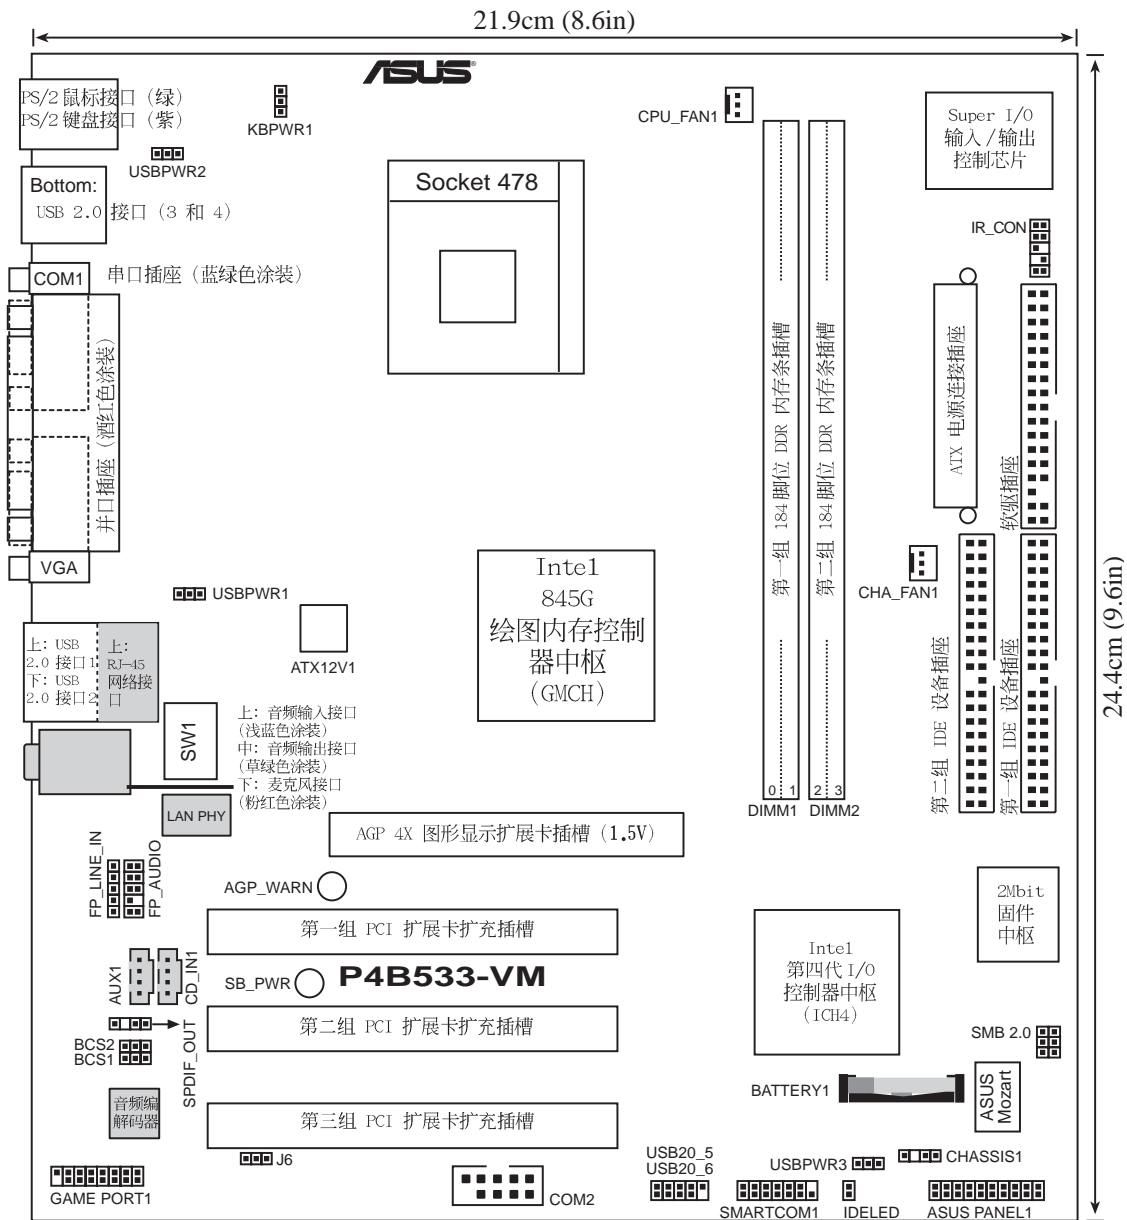 21.9cm (8.6in)
ASUS
PS/2 鼠标接口 (绿)
PS/2 键盘接口 (紫)
KBPWR1
USBPWR2
CPU_FAN1
Super I/O
输入/输出
控制芯片
Bottom:
USB 2.0 接口 (3 和 4)
Socket 478
IR_CON
COM1
串口插座 (蓝绿色涂装)
并口插座 (酒红色涂装)
第一组 184 脚位 DDR 内存条插槽
第二组 184 脚位 DDR 内存条插槽
ATX 电源连接插座
软驱插座
24.4cm (9.6in)
VGA
USBPWR1
ATX12V1
Intel
845G
绘图内存控制
器中枢
(GMCH)
CHA_FAN1
第二组 IDE 设备插座
第一组 IDE 设备插座
上: USB
2.0 接口1
下: USB
2.0 接口2
上:
RJ-45
网络接
口
SW1
上: 音频输入接口
(浅蓝色涂装)
中: 音频输出接口
(草绿色涂装)
下: 麦克风接口
(粉红色涂装)
LAN PHY
0 1
2 3
DIMM1
DIMM2
AGP 4X 图形显示扩展卡插槽 (1.5V)
FP_LINE_IN
FP_AUDIO
AGP_WARN
2Mbit
固件
中枢
第一组 PCI 扩展卡扩充插槽
AUX1
CD_IN1
SB_PWR
P4B533-VM
Intel
第四代 I/O
控制器中枢
(ICH4)
第二组 PCI 扩展卡扩充插槽
SPDIF_OUT
BCS2
BCS1
SMB 2.0
BATTERY1
ASUS
Mozart
音频编
解码器
第三组 PCI 扩展卡扩充插槽
J6
GAME PORT1
COM2
USB20_5
USB20_6
USBPWR3
CHASSIS1
SMARTCOM1
IDELED
ASUS PANEL1